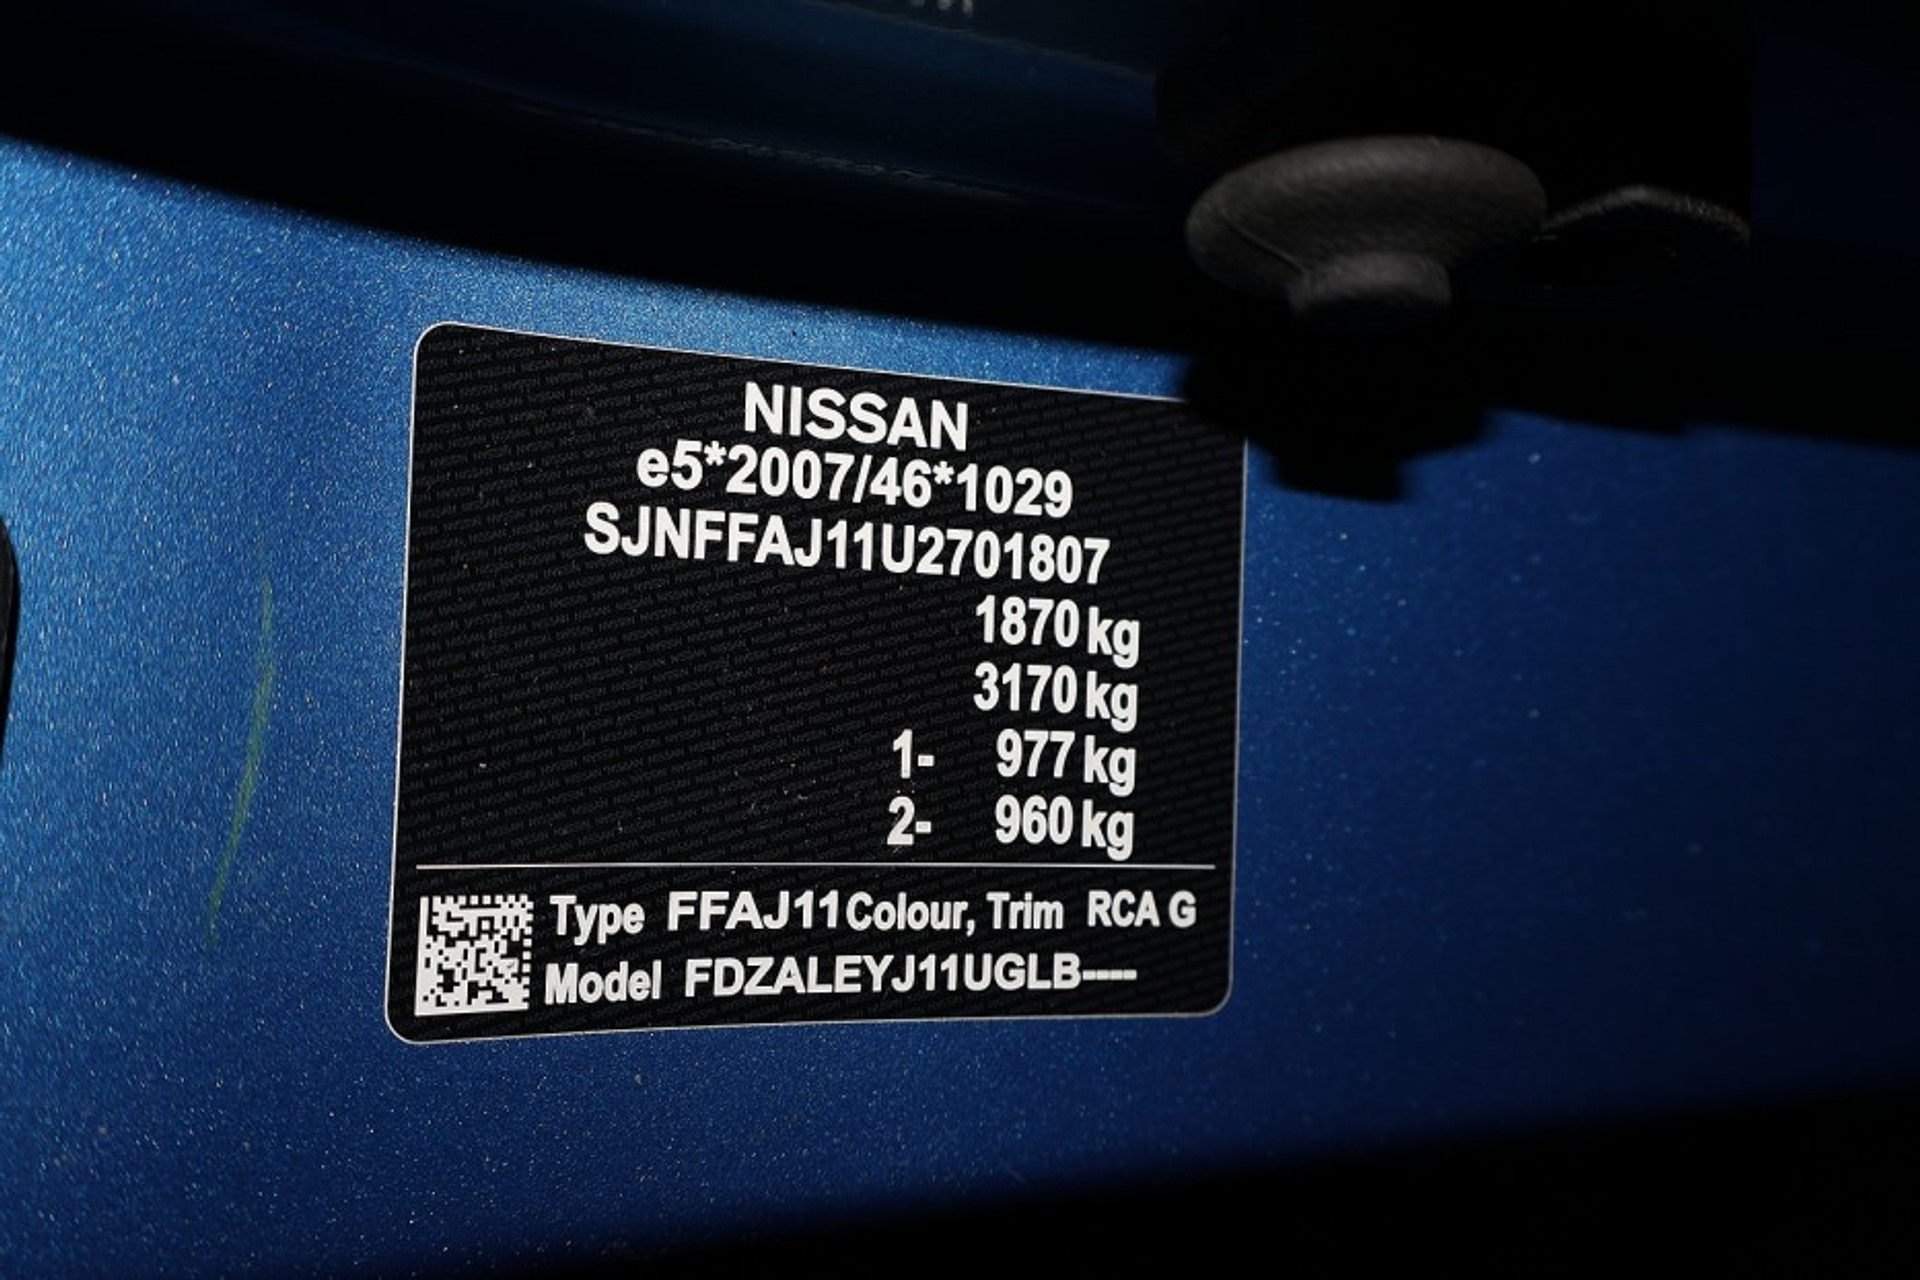 NISSAN
e5*2007/46*1029
SJNFFAJ11U2701807
1870 kg
3170 kg
1- 977 kg
2- 960 kg
Type FFAJ11 Colour, Trim RCA G
Model FDZALEYJ11UGLB----